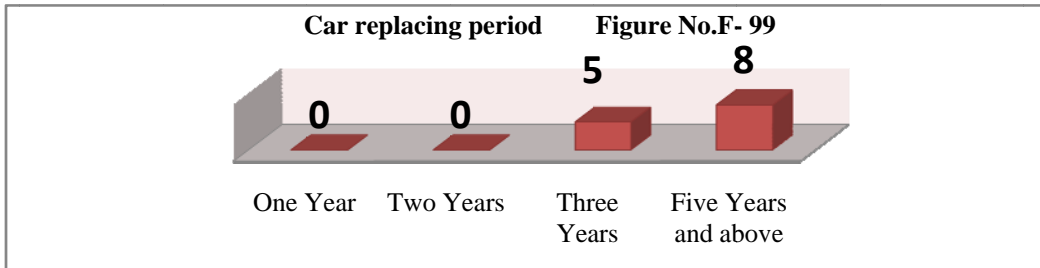 Car replacing period Figure No.F- 99
0 0 5 8
One Year Two Years Three Years Five Years and above